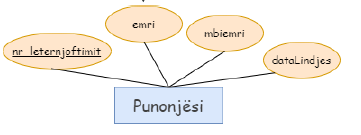 emri
mbiemri
nr_leternjoftimit
dataLindjes
Punonjësi